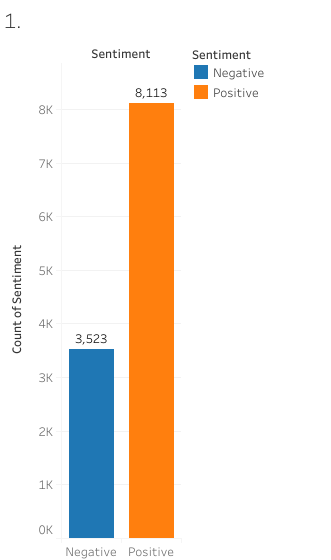 1.
Sentiment
Sentiment
Negative
Positive
8,113
8K
7K
6K
5K
4K
3,523
3K
2K
1K
0K
Count of Sentiment
Negative Positive